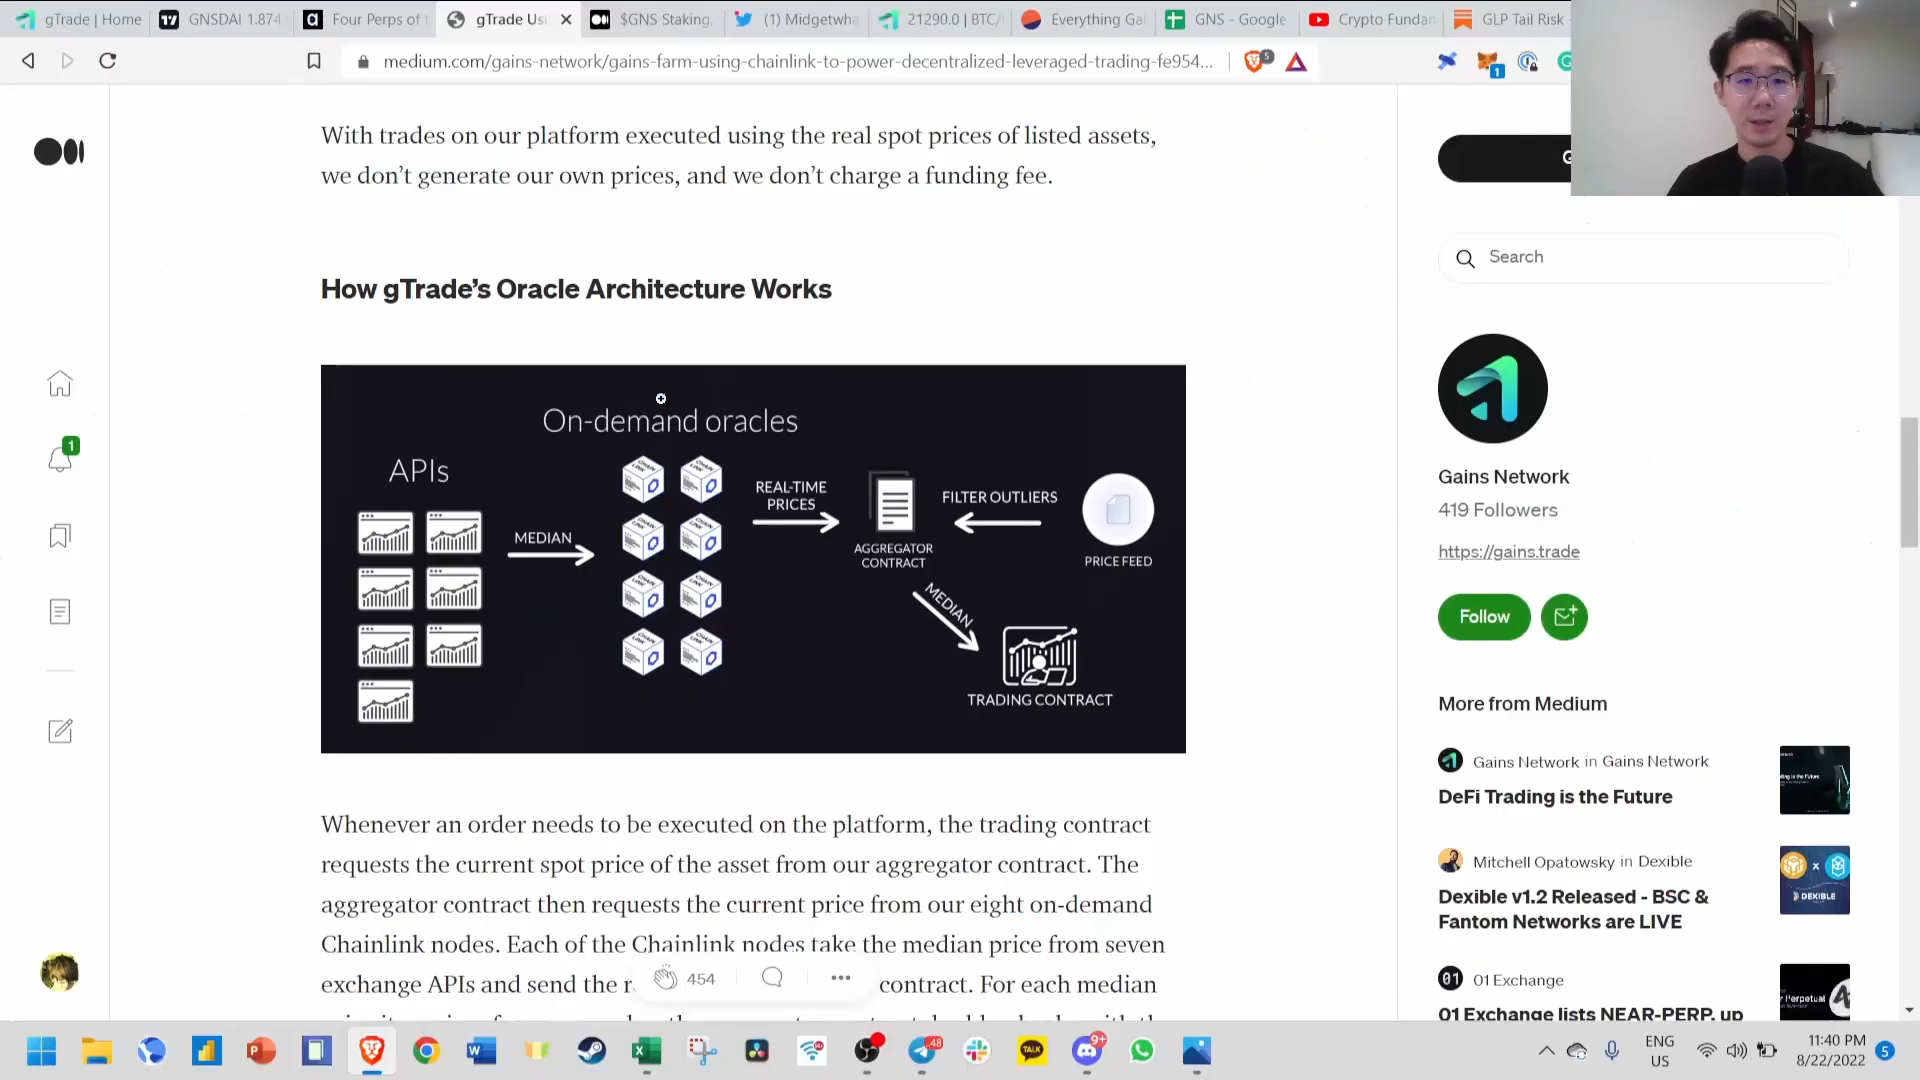 gTrade | Home
GNSDAI 1.874
Four Perps of
gTrade Usi
$GNS Staking,
(1) Midgetwha
21290.0 | BTC/
Everything Gai
GNS - Google
Crypto Fundan
GLP Tail Risk
medium.com/gains-network/gains-farm-using-chainlink-to-power-decentralized-leveraged-trading-fe954...
5
1
With trades on our platform executed using the real spot prices of listed assets,
we don’t generate our own prices, and we don’t charge a funding fee.
How gTrade’s Oracle Architecture Works
On-demand oracles
APIs
MEDIAN
REAL-TIME
PRICES
AGGREGATOR
CONTRACT
FILTER OUTLIERS
PRICE FEED
MEDIAN
TRADING CONTRACT
Whenever an order needs to be executed on the platform, the trading contract
requests the current spot price of the asset from our aggregator contract. The
aggregator contract then requests the current price from our eight on-demand
Chainlink nodes. Each of the Chainlink nodes take the median price from seven
exchange APIs and send the r
contract. For each median
454
1
Search
Gains Network
419 Followers
https://gains.trade
Follow
More from Medium
Gains Network in Gains Network
DeFi Trading is the Future
Mitchell Opatowsky in Dexible
Dexible v1.2 Released - BSC &
Fantom Networks are LIVE
DEXIBLE
01
01 Exchange
01 Exchange lists NEAR-PERP, up
48
TALK
9+
ENG
US
11:40 PM
8/22/2022
5